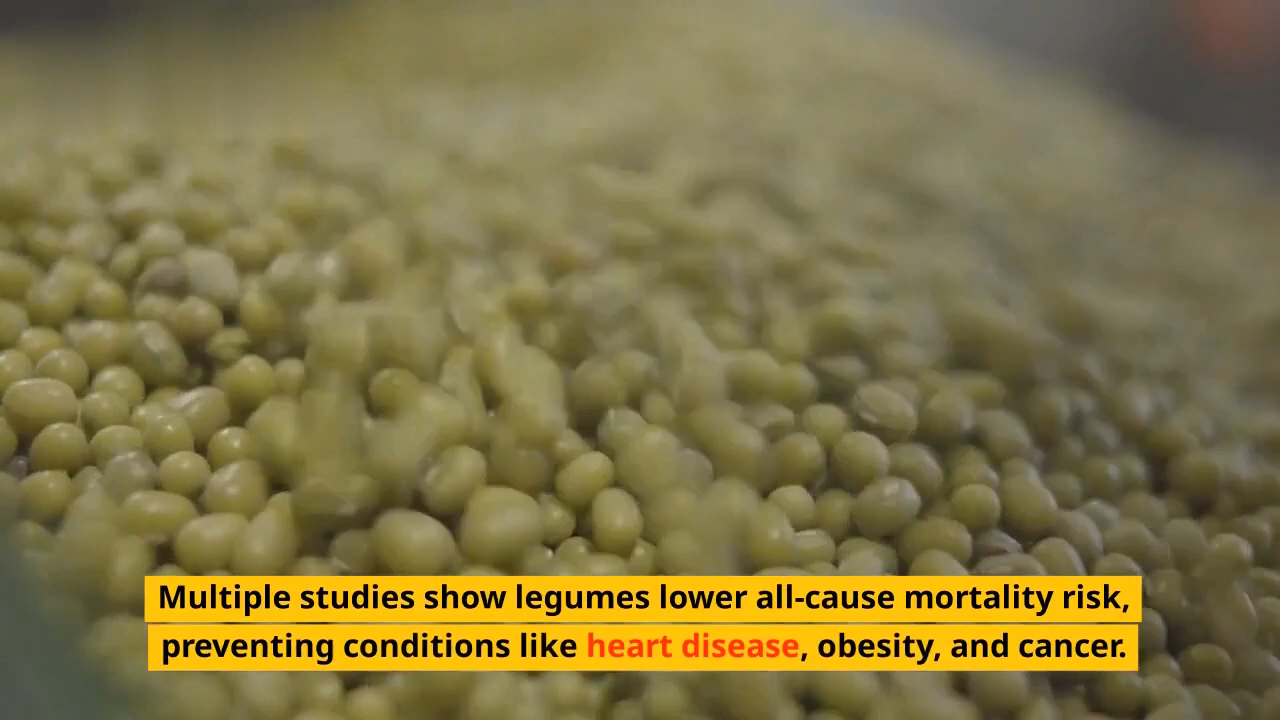 Multiple studies show legumes lower all-cause mortality risk,
preventing conditions like heart disease, obesity, and cancer.